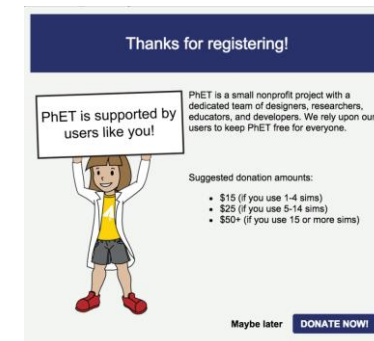 Thanks for registering!
PhET is supported by
users like you!
PhET is a small nonprofit project with a
dedicated team of designers, researchers,
educators, and developers. We rely upon our
users to keep PhET free for everyone.
Suggested donation amounts:
• $15 (if you use 1-4 sims)
• $25 (if you use 5-14 sims)
• $50+ (if you use 15 or more sims)
Maybe later DONATE NOW!